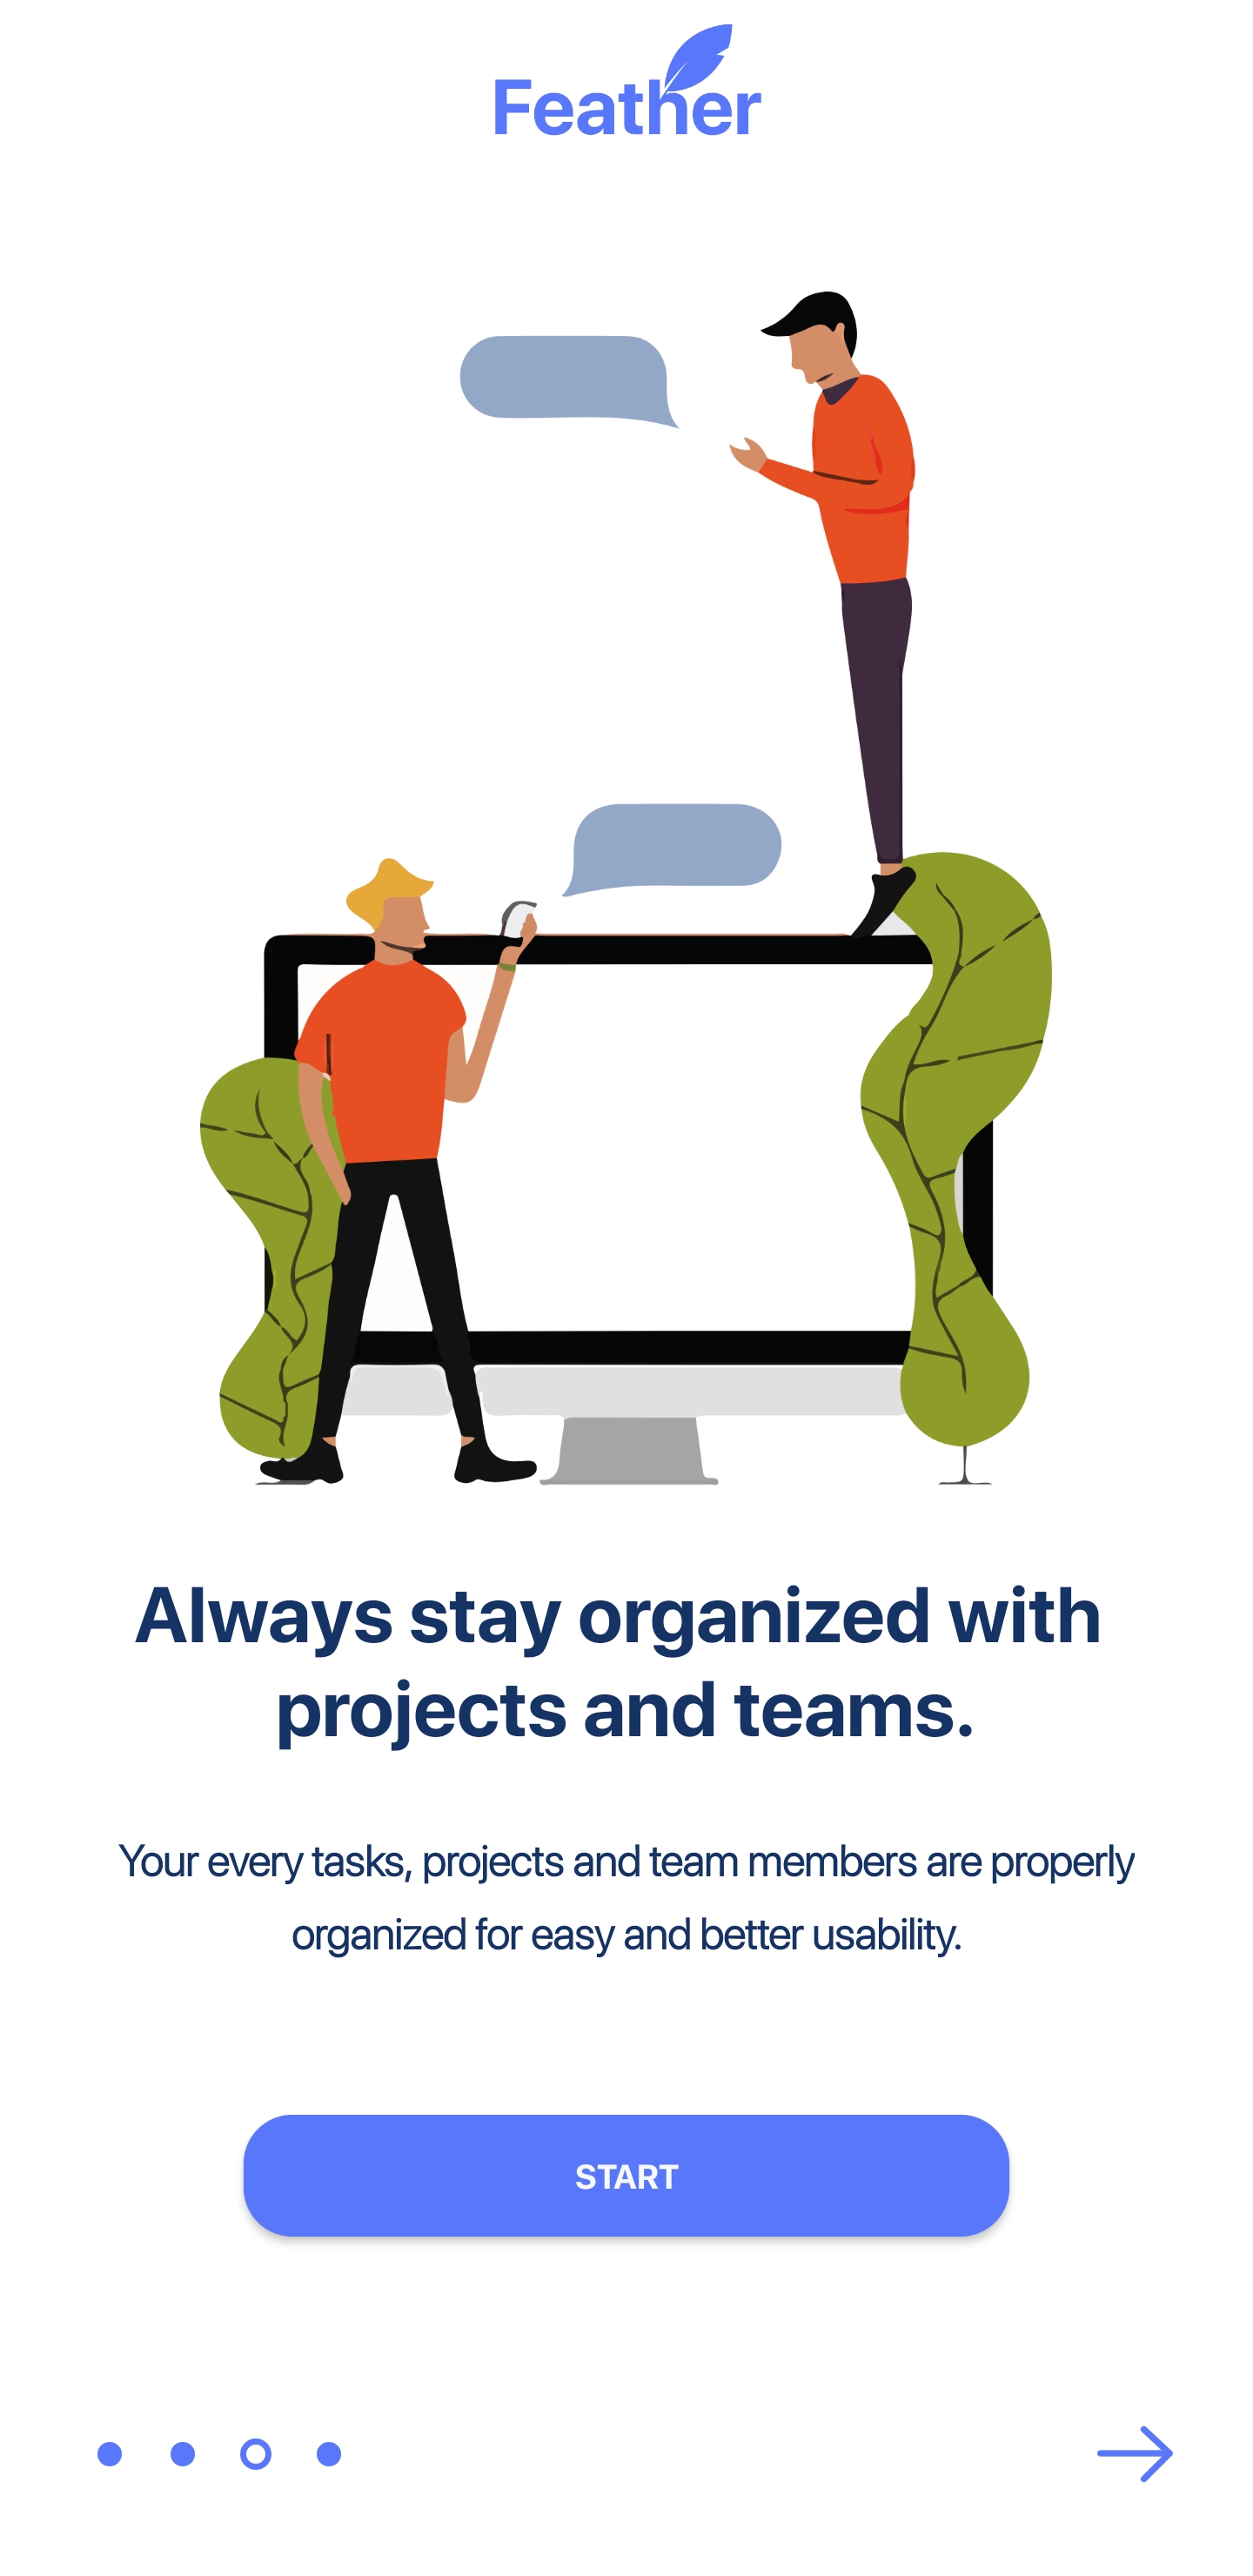 Feather
Always stay organized with
projects and teams.
Your every tasks, projects and team members are properly
organized for easy and better usability.
START